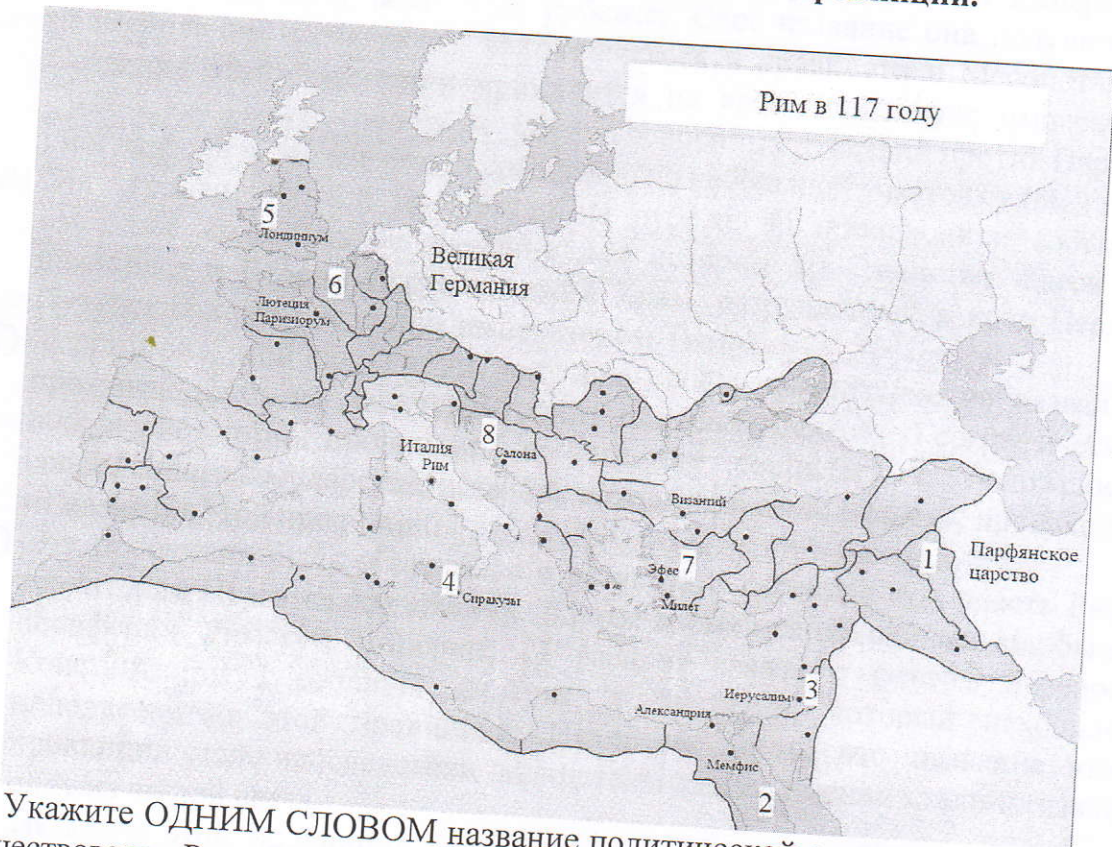 Рим в 117 году
5
Лондиниум
Великая
Германия
6
Лютеция
Паризиорум
8
Салона
Италия
Рим
Византий
1
Парфянское
царство
Эфес 7
Милет
4
Сиракузы
Иерусалим 3
Александрия
Мемфис
2
Укажите ОДНИМ СЛОВОМ название политической